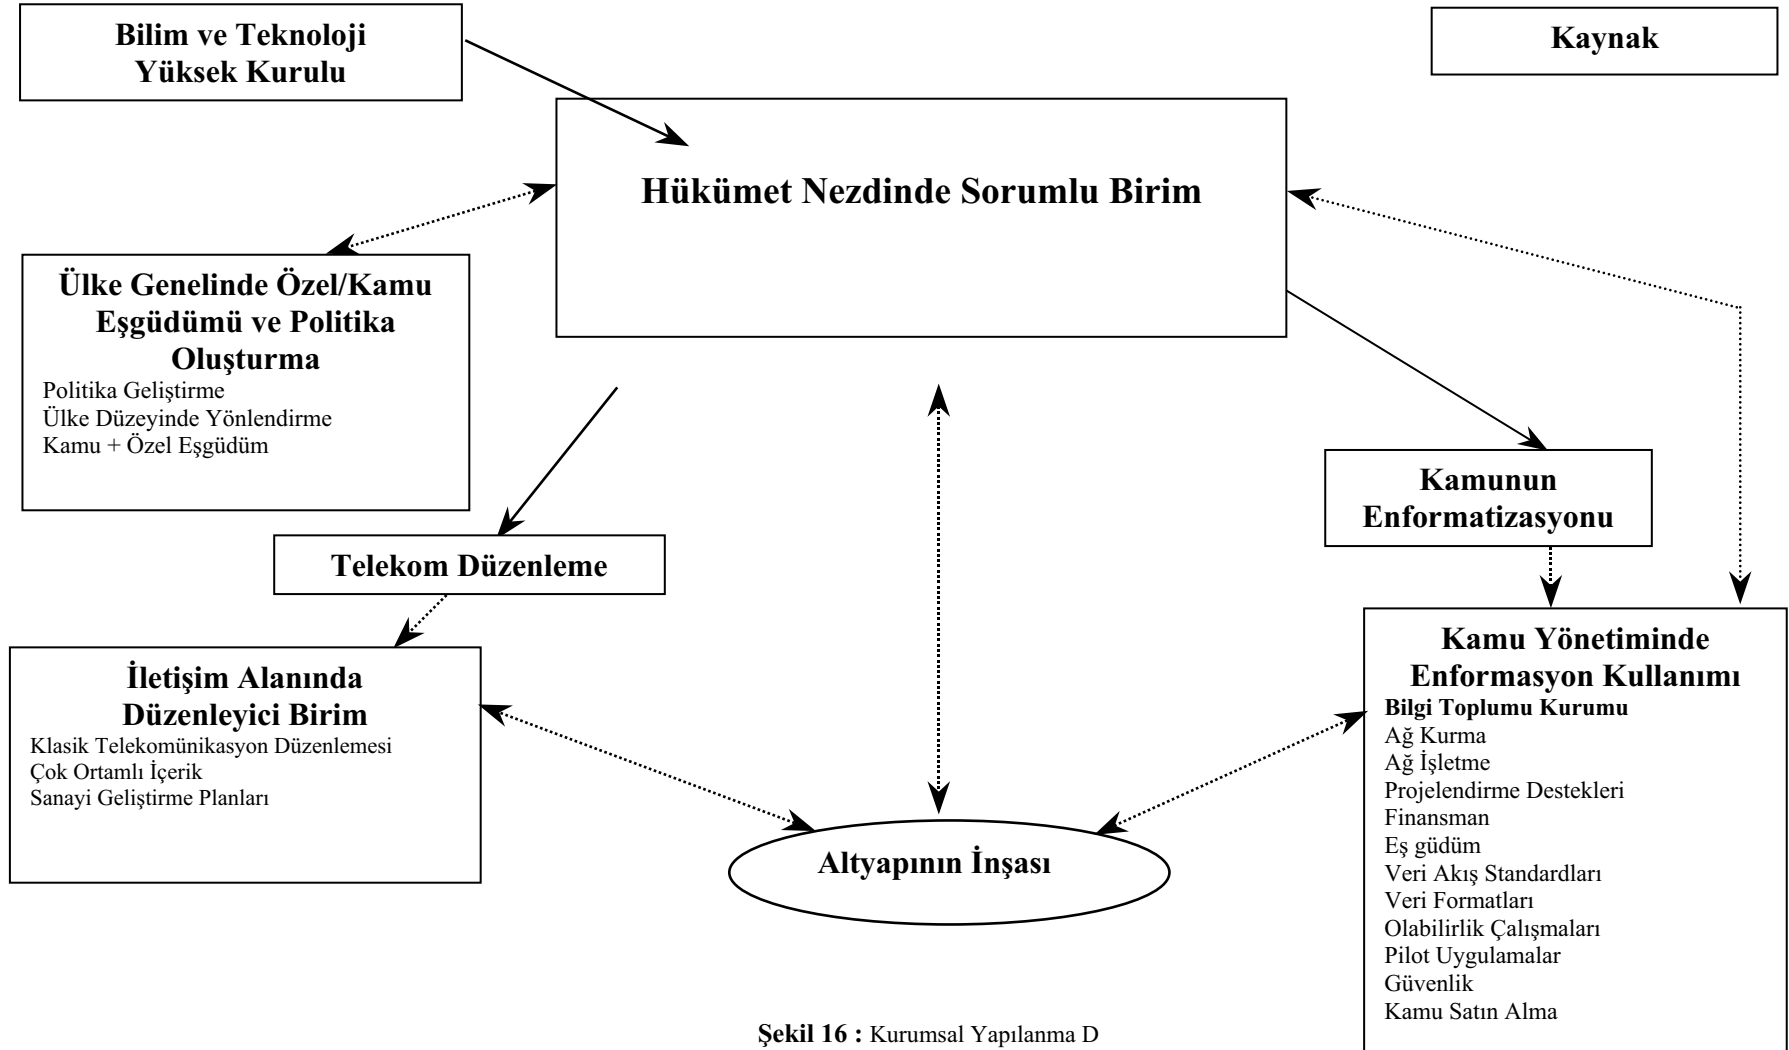 Bilim ve Teknoloji
Yüksek Kurulu
Kaynak
Hükümet Nezdinde Sorumlu Birim
Ülke Genelinde Özel/Kamu
Eşgüdümü ve Politika
Oluşturma
Politika Geliştirme
Ülke Düzeyinde Yönlendirme
Kamu + Özel Eşgüdüm
Kamunun
Enformatizasyonu
Telekom Düzenleme
İletişim Alanında
Düzenleyici Birim
Klasik Telekomünikasyon Düzenlemesi
Çok Ortamlı İçerik
Sanayi Geliştirme Planları
Altyapının İnşası
Kamu Yönetiminde
Enformasyon Kullanımı
Bilgi Toplumu Kurumu
Ağ Kurma
Ağ İşletme
Projelendirme Destekleri
Finansman
Eş güdüm
Veri Akış Standardları
Veri Formatları
Olabilirlik Çalışmaları
Pilot Uygulamalar
Güvenlik
Kamu Satın Alma
Şekil 16 : Kurumsal Yapılanma D